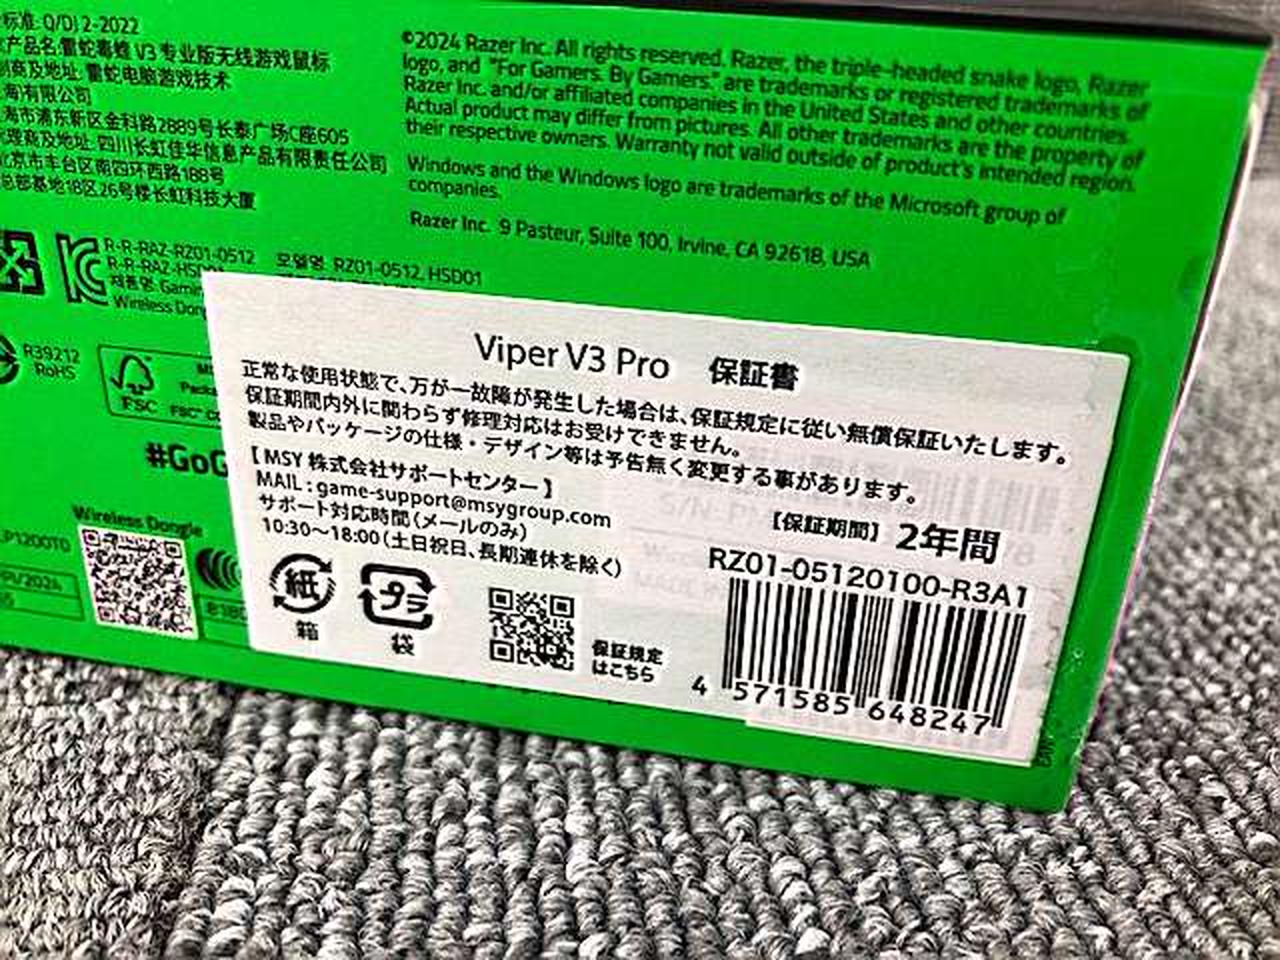 标准: Q/DJ 2-2022
产品名:雷蛇毒蝰 V3 专业版无线游戏鼠标
商及地址: 雷蛇电脑游戏技术
海有限公司
海市浦东新区金科路2889号长泰广场C座605
理商及地址: 四川长虹佳华信息产品有限责任公司
北京市丰台区南四环西路188号
总部基地18区26号楼长虹科技大厦
©2024 Razer Inc. All rights reserved. Razer, the triple-headed snake logo, Razer
logo, and "For Gamers. By Gamers." are trademarks or registered trademarks of
Razer Inc. and/or affiliated companies in the United States and other countries.
Actual product may differ from pictures. All other trademarks are the property of
their respective owners. Warranty not valid outside of product's intended region.
Windows and the Windows logo are trademarks of the Microsoft group of
companies.
Razer Inc. 9 Pasteur, Suite 100, Irvine, CA 92618, USA
R-R-RAZ-RZ01-0512
R-R-RAZ-HSD01
제품명: Gamin
Wireless Dong
모델명: RZ01-0512, HSD01
R39212
RoHS
FSC
#GoG
Wireless Dongle
Viper V3 Pro 保証書
正常な使用状態で、万が一故障が発生した場合は、保証規定に従い無償保証いたします。
保証期間内外に関わらず修理対応はお受けできません。
製品やパッケージの仕様・デザイン等は予告無く変更する事があります。
【 MSY 株式会社サポートセンター 】
MAIL : game-support@msygroup.com
サポート対応時間（メールのみ）
10:30～18:00（土日祝日、長期連休を除く）
【保証期間】 2年間
RZ01-05120100-R3A1
紙
箱
プラ
袋
保証規定
はこちら
4 571585 648247